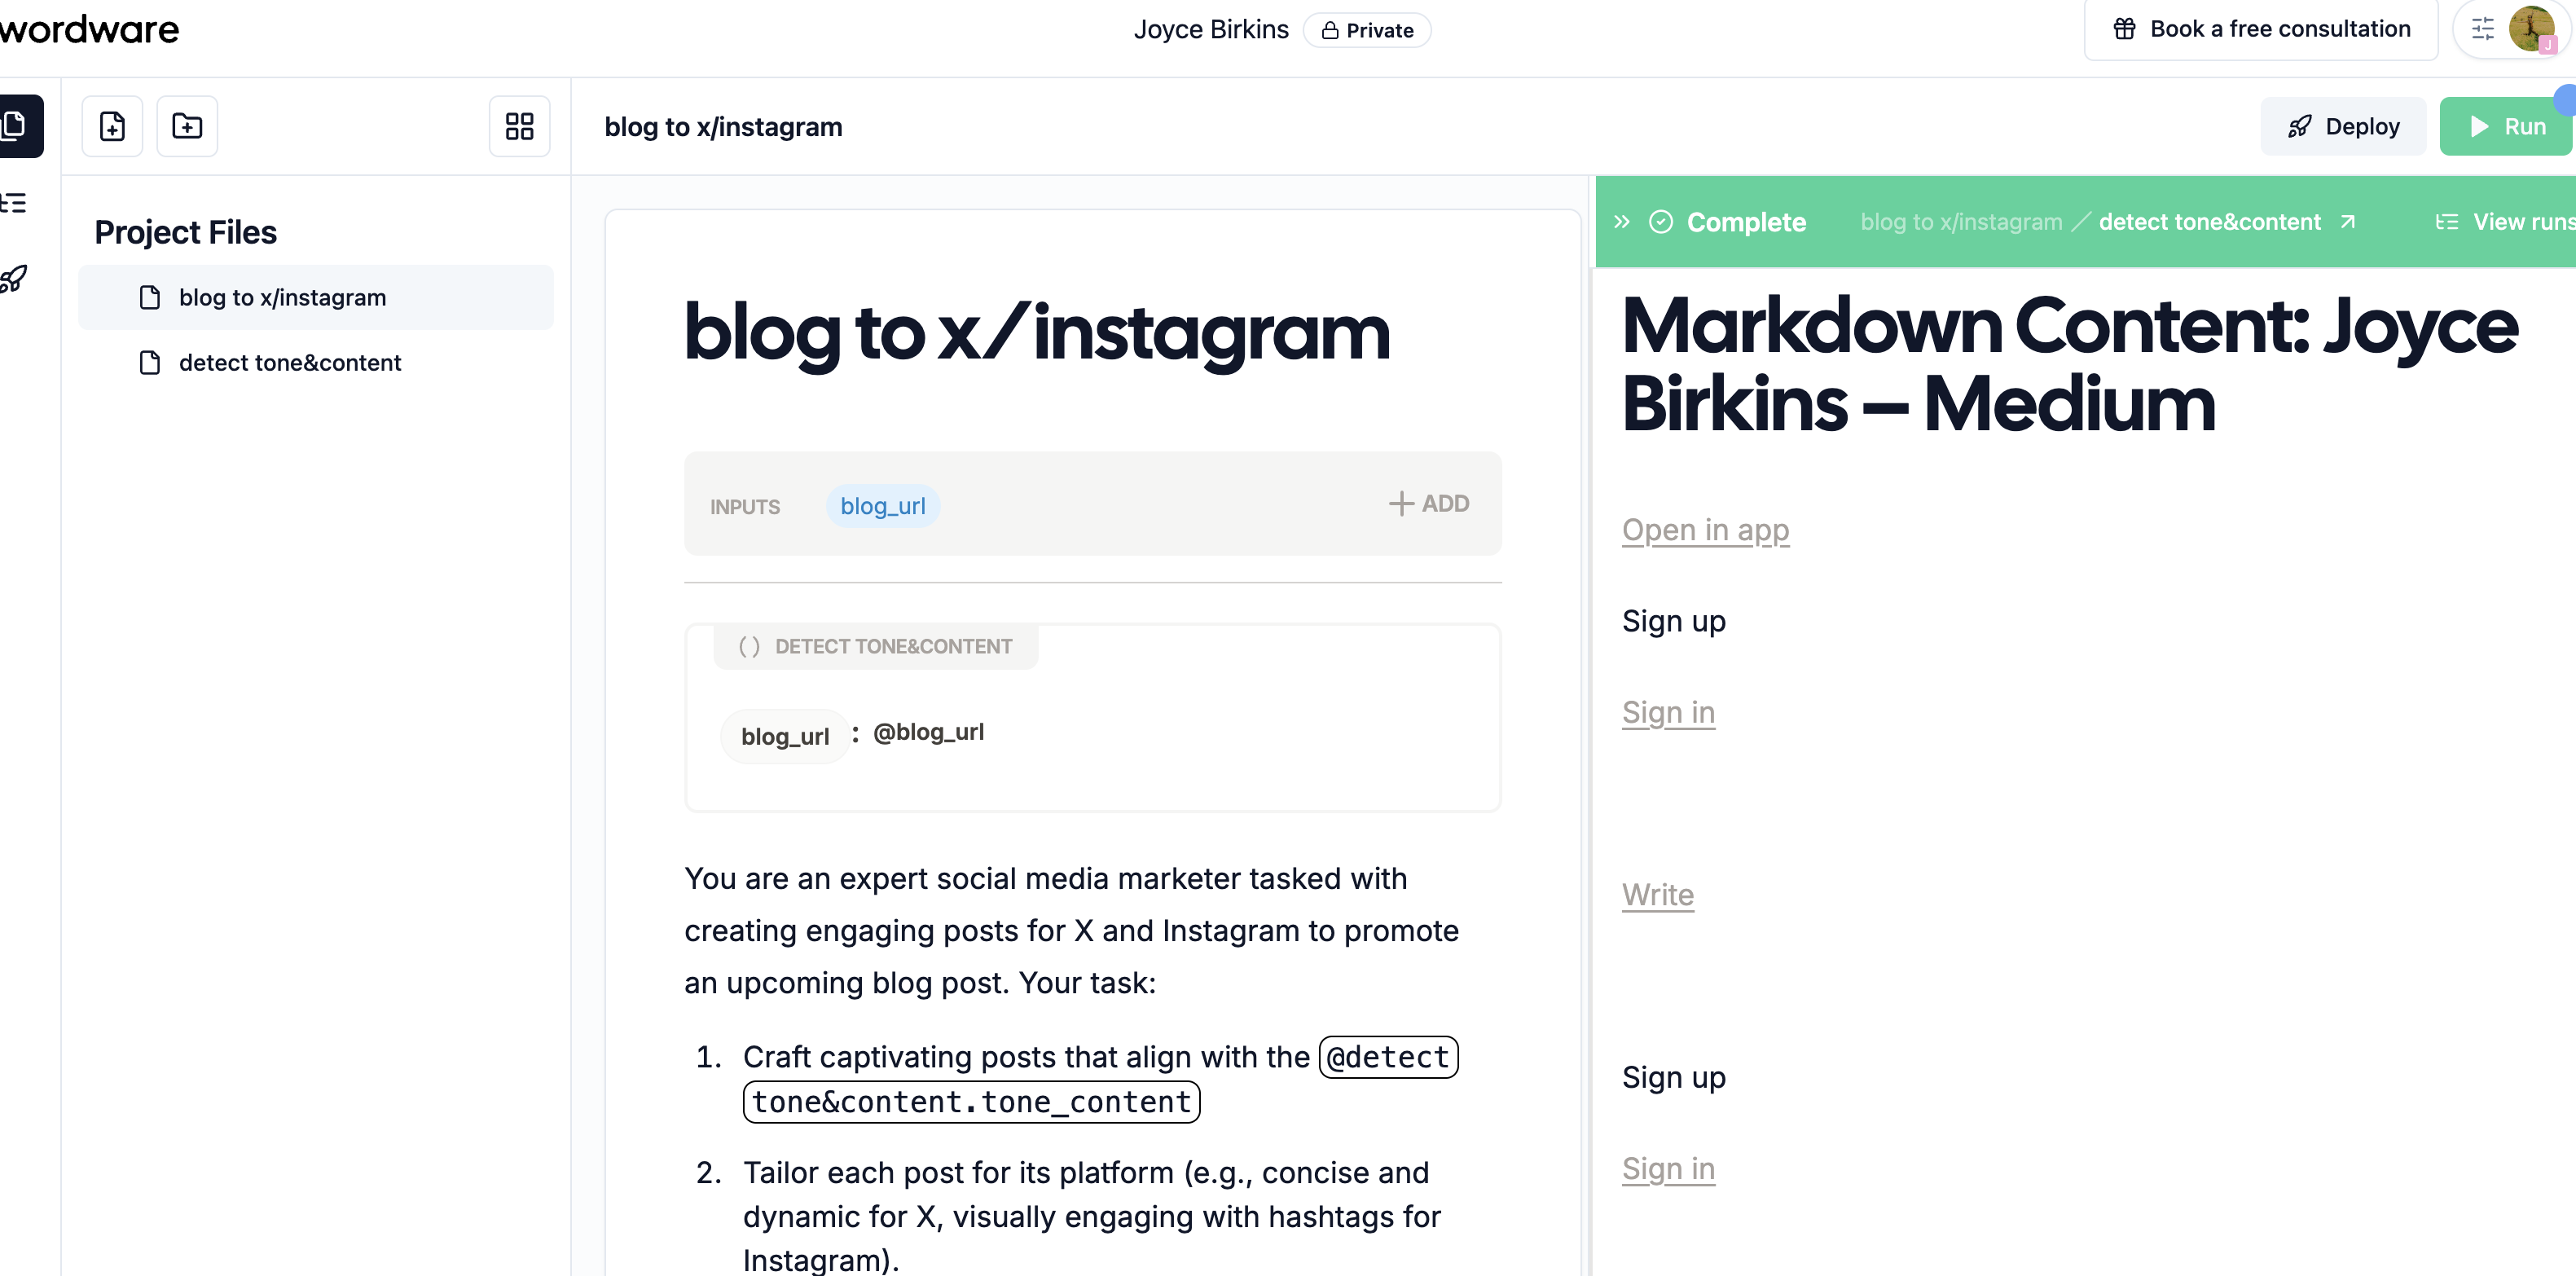 wordware
Joyce Birkins
Private
Book a free consultation
J
blog to x/instagram
Deploy
Run
Project Files
blog to x/instagram
detect tone&content
blog to x/instagram
INPUTS
blog_url
ADD
( ) DETECT TONE&CONTENT
blog_url : @blog_url
You are an expert social media marketer tasked with
creating engaging posts for X and Instagram to promote
an upcoming blog post. Your task:
1. Craft captivating posts that align with the @detect
tone&content.tone_content
2. Tailor each post for its platform (e.g., concise and
dynamic for X, visually engaging with hashtags for
Instagram).
Complete
blog to x/instagram / detect tone&content
View runs
Markdown Content: Joyce
Birkins – Medium
Open in app
Sign up
Sign in
Write
Sign up
Sign in